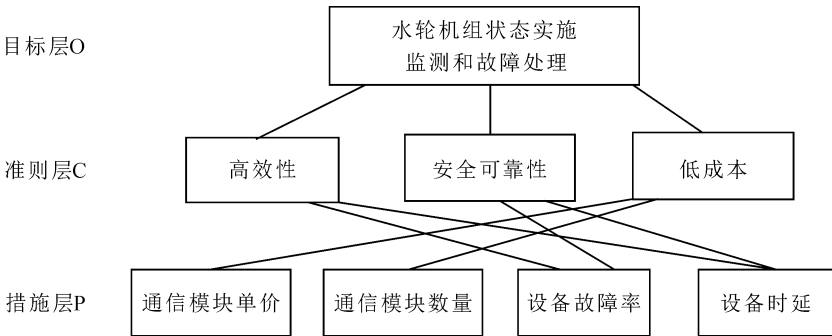 目标层O
水轮机组状态实施
监测和故障处理
准则层C
高效性
安全可靠性
低成本
措施层P
通信模块单价
通信模块数量
设备故障率
设备时延